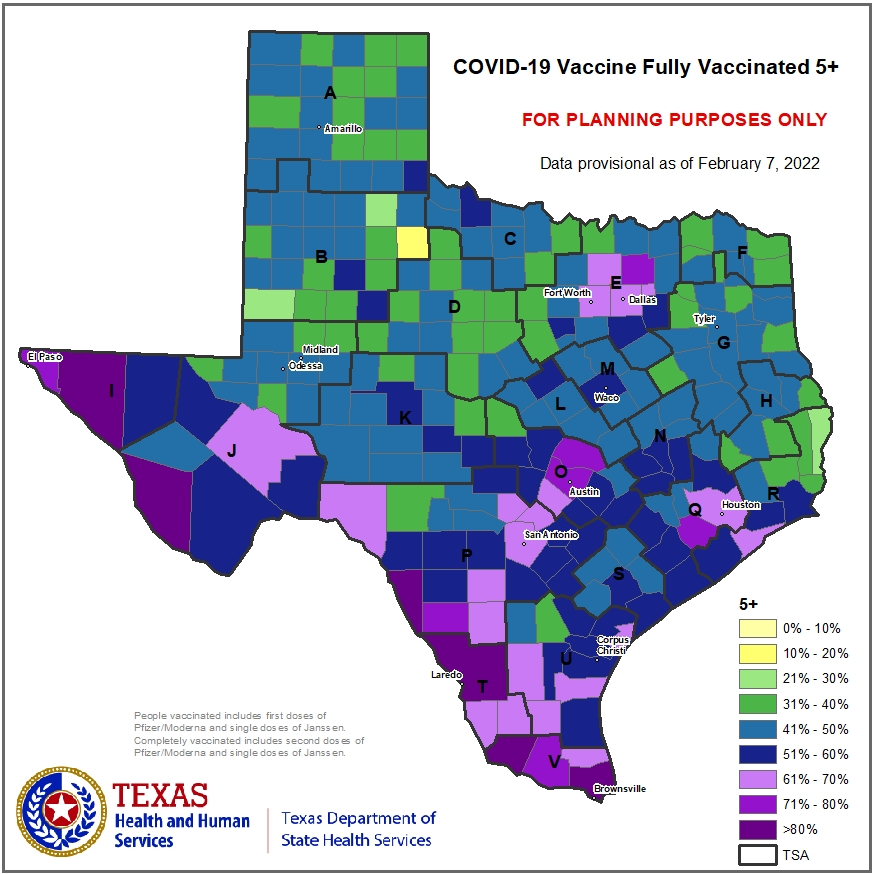 COVID-19 Vaccine Fully Vaccinated 5+
FOR PLANNING PURPOSES ONLY
Data provisional as of February 7, 2022
A
Amarillo
B
C
D
E
F
Fort Worth
Dallas
Tyler
G
Midland
Odessa
El Paso
I
M
Waco
H
L
K
J
N
O
Austin
R
Q
Houston
San Antonio
P
S
Corpus
Christi
U
Laredo
T
V
Brownsville
5+
0% - 10%
10% - 20%
21% - 30%
31% - 40%
41% - 50%
51% - 60%
61% - 70%
71% - 80%
>80%
TSA
People vaccinated includes first doses of
Pfizer/Moderna and single doses of Janssen.
Completely vaccinated includes second doses of
Pfizer/Moderna and single doses of Janssen.
TEXAS
Health and Human
Services
Texas Department of
State Health Services